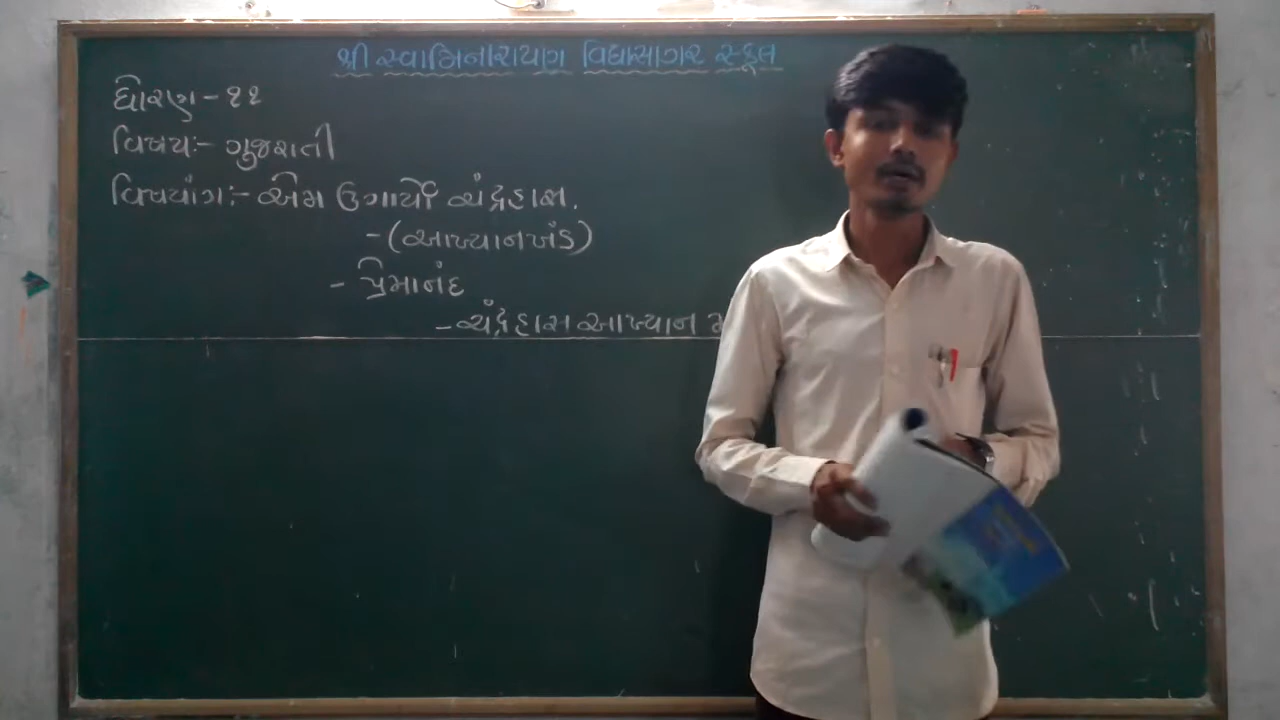 શ્રી સ્વામિનારાયણ વિદ્યાસાગર સ્કૂલ
ધોરણ - ૧૧
વિષય:- ગુજરાતી
વિષયાંગ:- એમ ઉગાર્યો ચંદ્રહાસ.
- (આખ્યાનખંડ)
- પ્રેમાનંદ
- ચંદ્રહાસ આખ્યાન